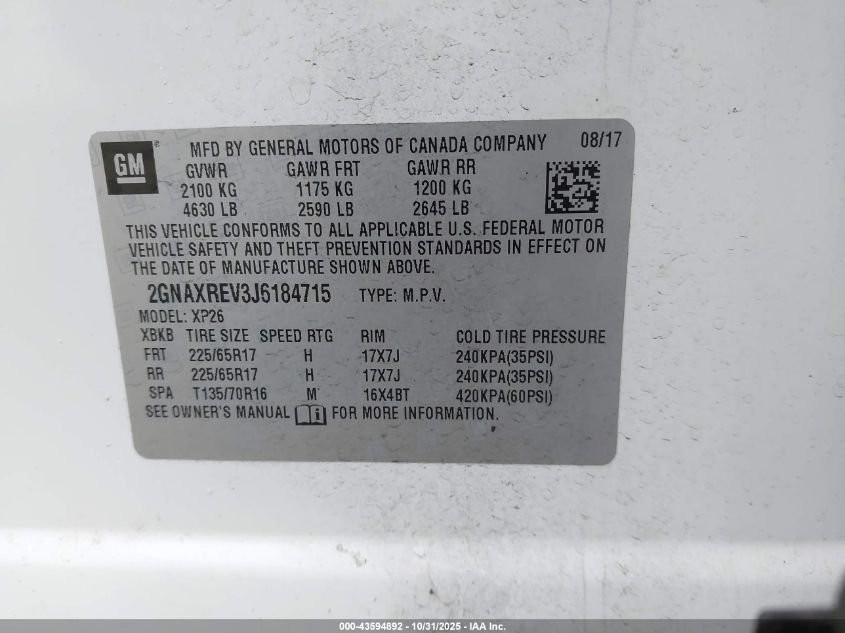 GM
MFD BY GENERAL MOTORS OF CANADA COMPANY 08/17
GVWR GAWR FRT GAWR RR
2100 KG 1175 KG 1200 KG
4630 LB 2590 LB 2645 LB
THIS VEHICLE CONFORMS TO ALL APPLICABLE U.S. FEDERAL MOTOR
VEHICLE SAFETY AND THEFT PREVENTION STANDARDS IN EFFECT ON
THE DATE OF MANUFACTURE SHOWN ABOVE.
2GNAXREV3J6184715 TYPE: M.P.V.
MODEL: XP26
XBKB TIRE SIZE SPEED RTG RIM COLD TIRE PRESSURE
FRT 225/65R17 H 17X7J 240KPA(35PSI)
RR 225/65R17 H 17X7J 240KPA(35PSI)
SPA T135/70R16 M 16X4BT 420KPA(60PSI)
SEE OWNER'S MANUAL FOR MORE INFORMATION.
000-43594892 - 10/31/2025 - IAA Inc.